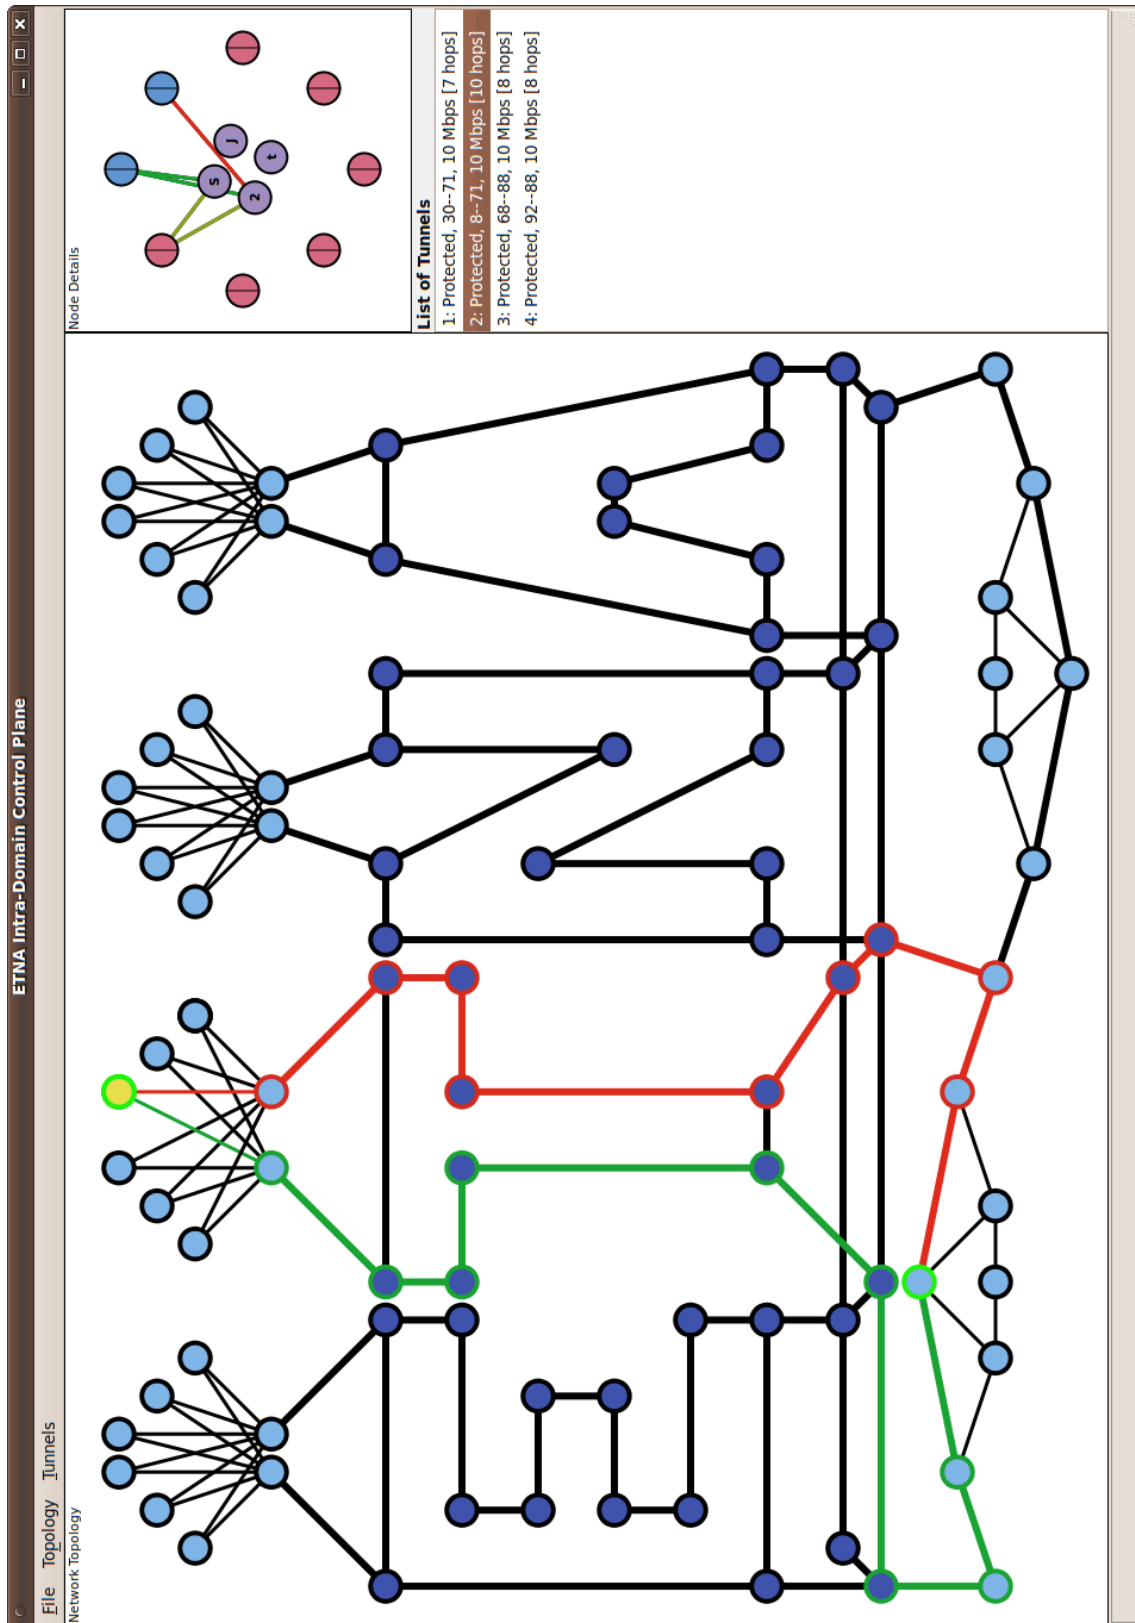 ETNA Intra-Domain Control Plane
File Topology Tunnels
Network Topology
Node Details
S
J
2
t
List of Tunnels
1: Protected, 30--71, 10 Mbps [7 hops]
2: Protected, 8--71, 10 Mbps [10 hops]
3: Protected, 68--88, 10 Mbps [8 hops]
4: Protected, 92--88, 10 Mbps [8 hops]